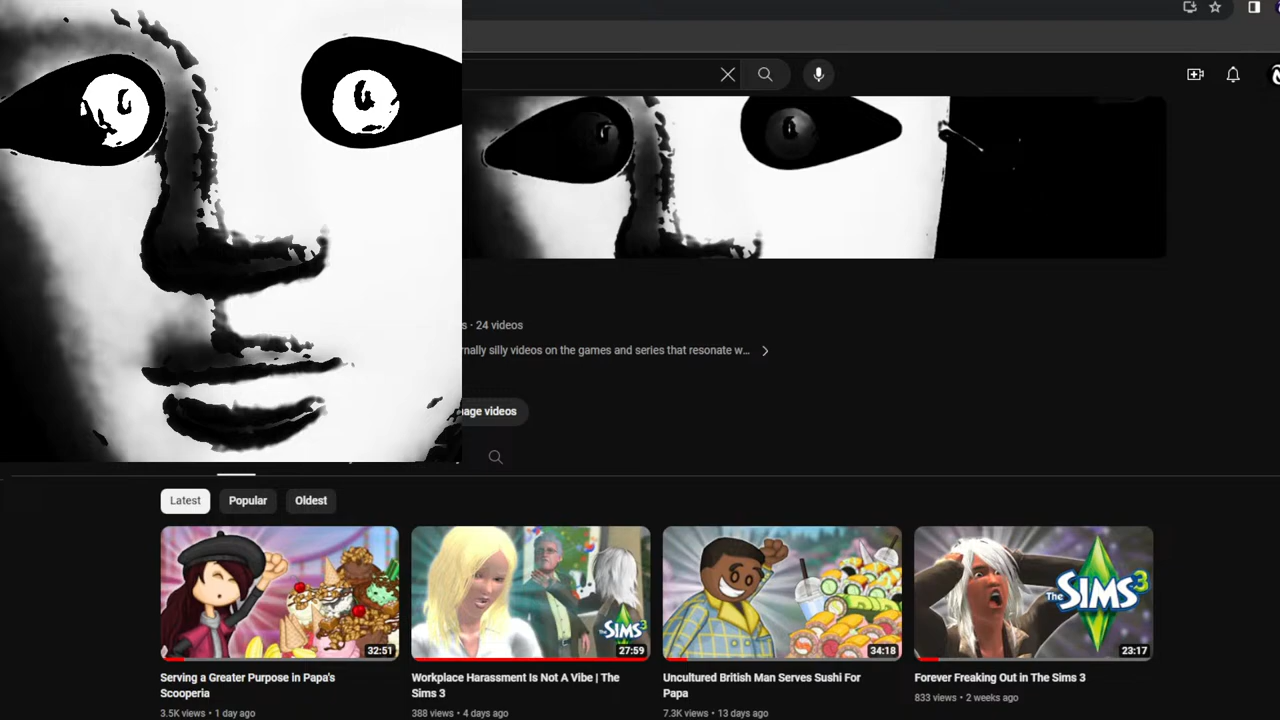 s · 24 videos
rnally silly videos on the games and series that resonate w...
age videos
Latest
Popular
Oldest
32:51
THE SIMS 3
27:59
34:18
THE SIMS 3
23:17
Serving a Greater Purpose in Papa's
Scooperia
Workplace Harassment Is Not A Vibe | The
Sims 3
Uncultured British Man Serves Sushi For
Papa
Forever Freaking Out in The Sims 3
3.5K views • 1 day ago
388 views • 4 days ago
7.3K views • 13 days ago
833 views • 2 weeks ago